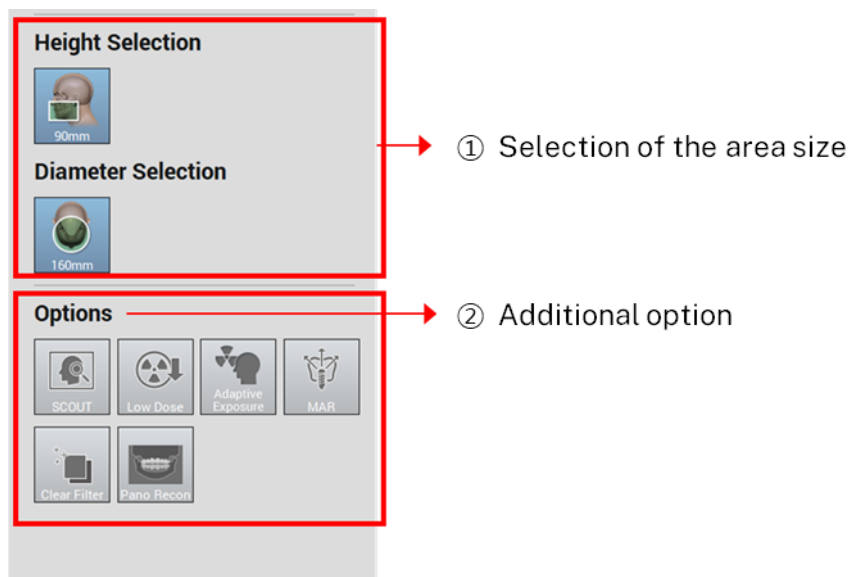 Height Selection
90mm
① Selection of the area size
Diameter Selection
160mm
Options
② Additional option
SCOUT
Low Dose
Adaptive
Exposure
MAR
Clear Filter
Pano Recon